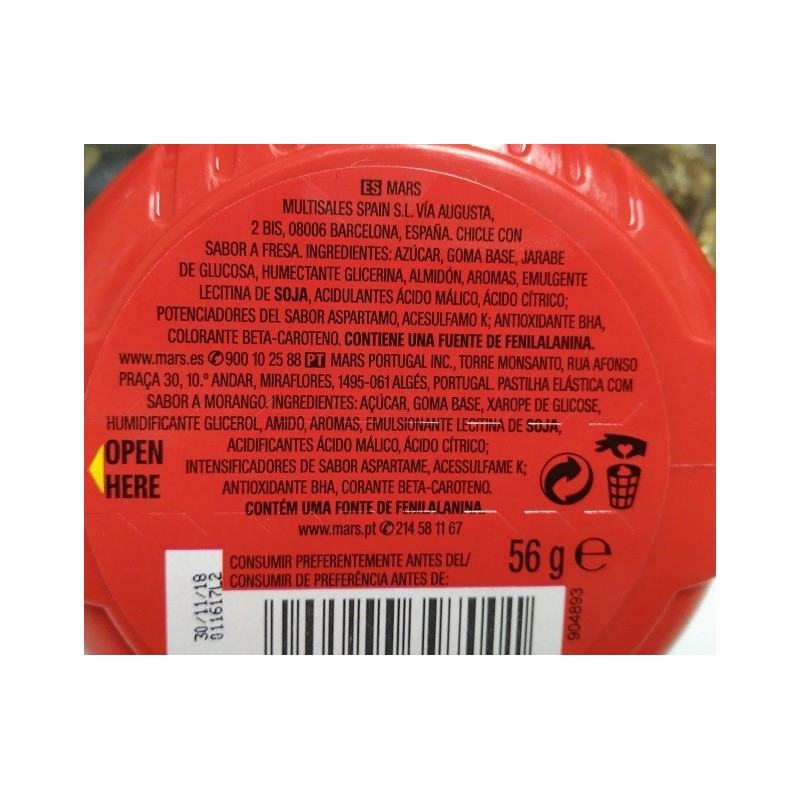 ES MARS
MULTISALES SPAIN S.L. VÍA AUGUSTA,
2 BIS, 08006 BARCELONA, ESPAÑA. CHICLE CON
SABOR A FRESA. INGREDIENTES: AZÚCAR, GOMA BASE, JARABE
DE GLUCOSA, HUMECTANTE GLICERINA, ALMIDÓN, AROMAS, EMULGENTE
LECITINA DE SOJA, ACIDULANTES ÁCIDO MÁLICO, ÁCIDO CÍTRICO;
POTENCIADORES DEL SABOR ASPARTAMO, ACESULFAMO K; ANTIOXIDANTE BHA,
COLORANTE BETA-CAROTENO. CONTIENE UNA FUENTE DE FENILALANINA.
www.mars.es ✆900 10 25 88 PT MARS PORTUGAL INC., TORRE MONSANTO, RUA AFONSO
PRAÇA 30, 10.º ANDAR, MIRAFLORES, 1495-061 ALGÉS, PORTUGAL. PASTILHA ELÁSTICA COM
SABOR A MORANGO. INGREDIENTES: AÇÚCAR, GOMA BASE, XAROPE DE GLICOSE,
HUMIDIFICANTE GLICEROL, AMIDO, AROMAS, EMULSIONANTE LECITINA DE SOJA,
ACIDIFICANTES ÁCIDO MÁLICO, ÁCIDO CÍTRICO;
INTENSIFICADORES DE SABOR ASPARTAME, ACESSULFAME K;
ANTIOXIDANTE BHA, CORANTE BETA-CAROTENO.
CONTÉM UMA FONTE DE FENILALANINA.
www.mars.pt ✆214 58 11 67
OPEN
HERE
CONSUMIR PREFERENTEMENTE ANTES DEL/
CONSUMIR DE PREFERÊNCIA ANTES DE:
56 g ℮
30/11/18
011617L2
904893